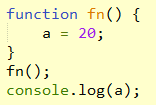 function fn() {
    a = 20;
}
fn();
console.log(a);